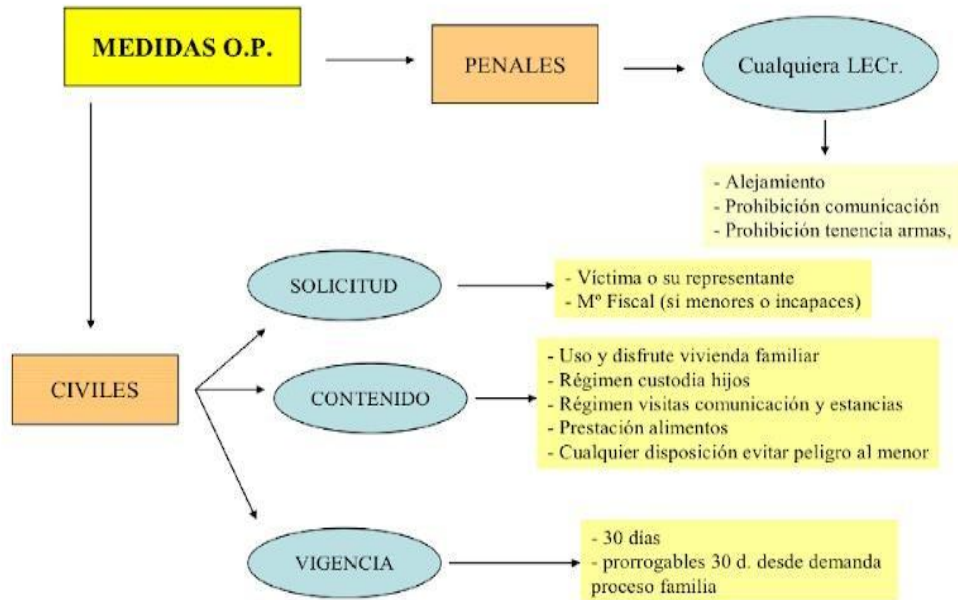 MEDIDAS O.P.
PENALES
Cualquiera LECr.
- Alejamiento
- Prohibición comunicación
- Prohibición tenencia armas,
SOLICITUD
- Víctima o su representante
- Mº Fiscal (si menores o incapaces)
CIVILES
CONTENIDO
- Uso y disfrute vivienda familiar
- Régimen custodia hijos
- Régimen visitas comunicación y estancias
- Prestación alimentos
- Cualquier disposición evitar peligro al menor
VIGENCIA
- 30 días
- prorrogables 30 d. desde demanda
proceso familia